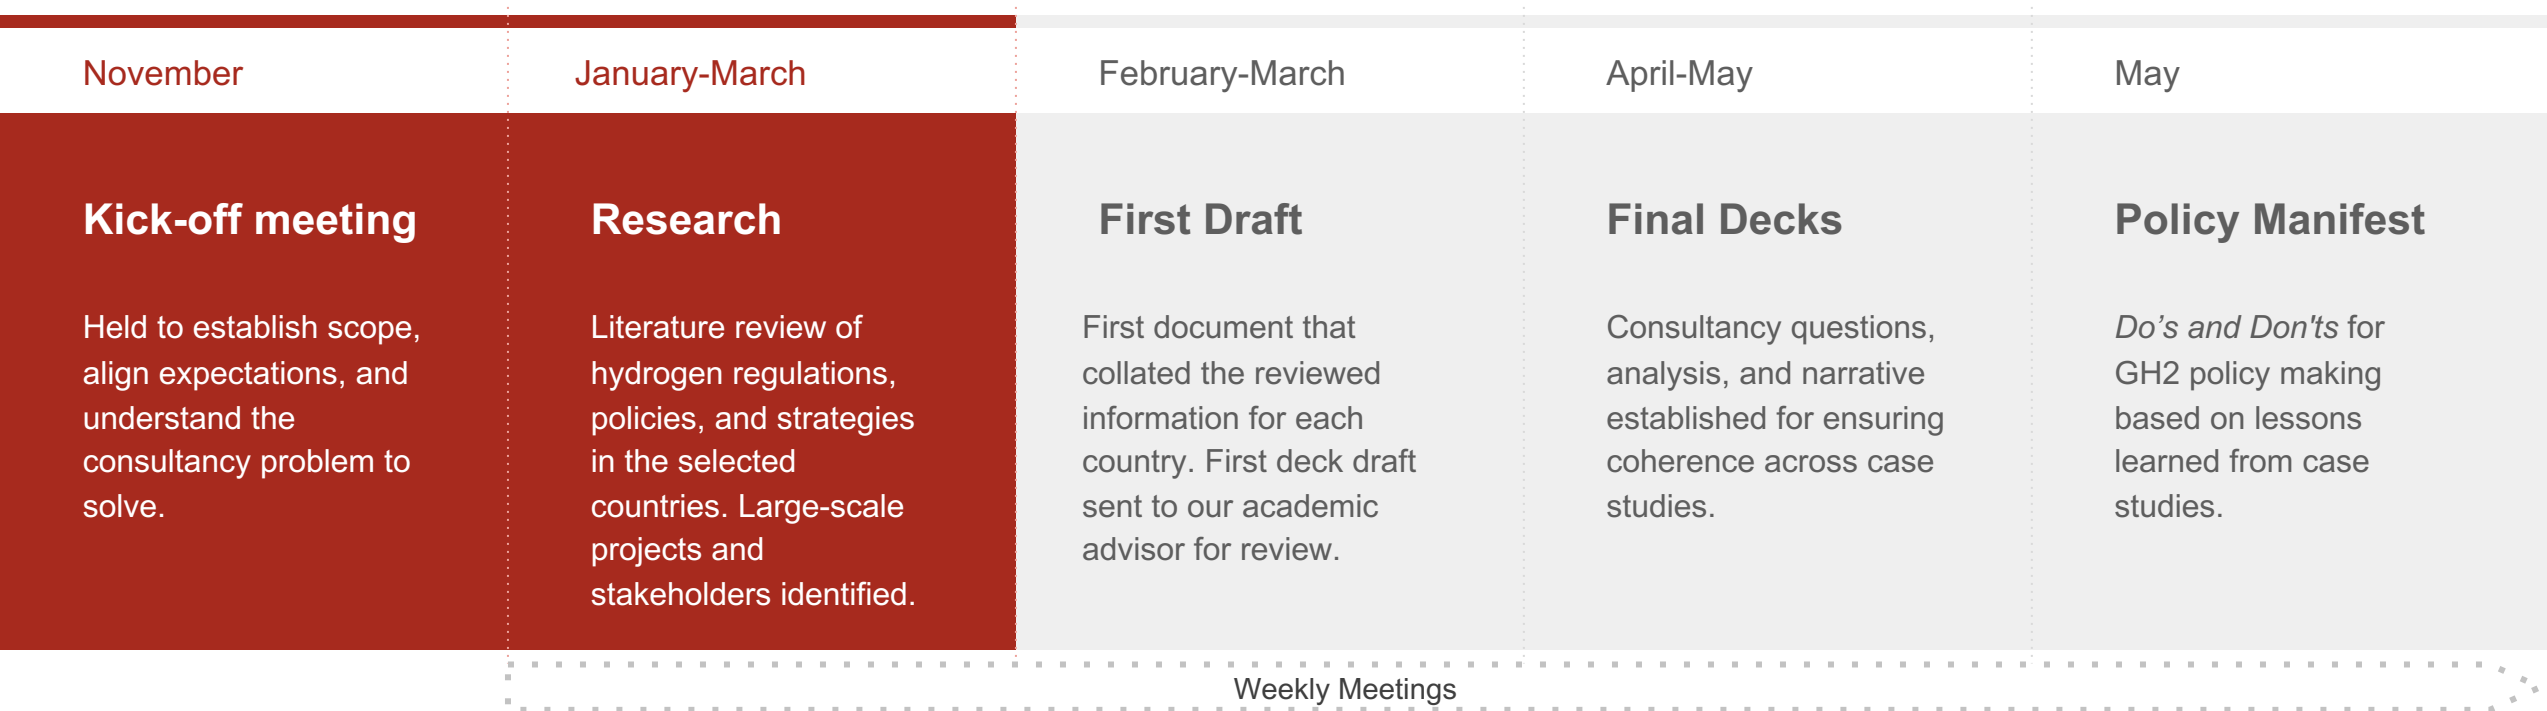 November
January-March
February-March
April-May
May
Kick-off meeting
Research
First Draft
Final Decks
Policy Manifest
Held to establish scope,
align expectations, and
understand the
consultancy problem to
solve.
Literature review of
hydrogen regulations,
policies, and strategies
in the selected
countries. Large-scale
projects and
stakeholders identified.
First document that
collated the reviewed
information for each
country. First deck draft
sent to our academic
advisor for review.
Consultancy questions,
analysis, and narrative
established for ensuring
coherence across case
studies.
Do’s and Don'ts for
GH2 policy making
based on lessons
learned from case
studies.
Weekly Meetings